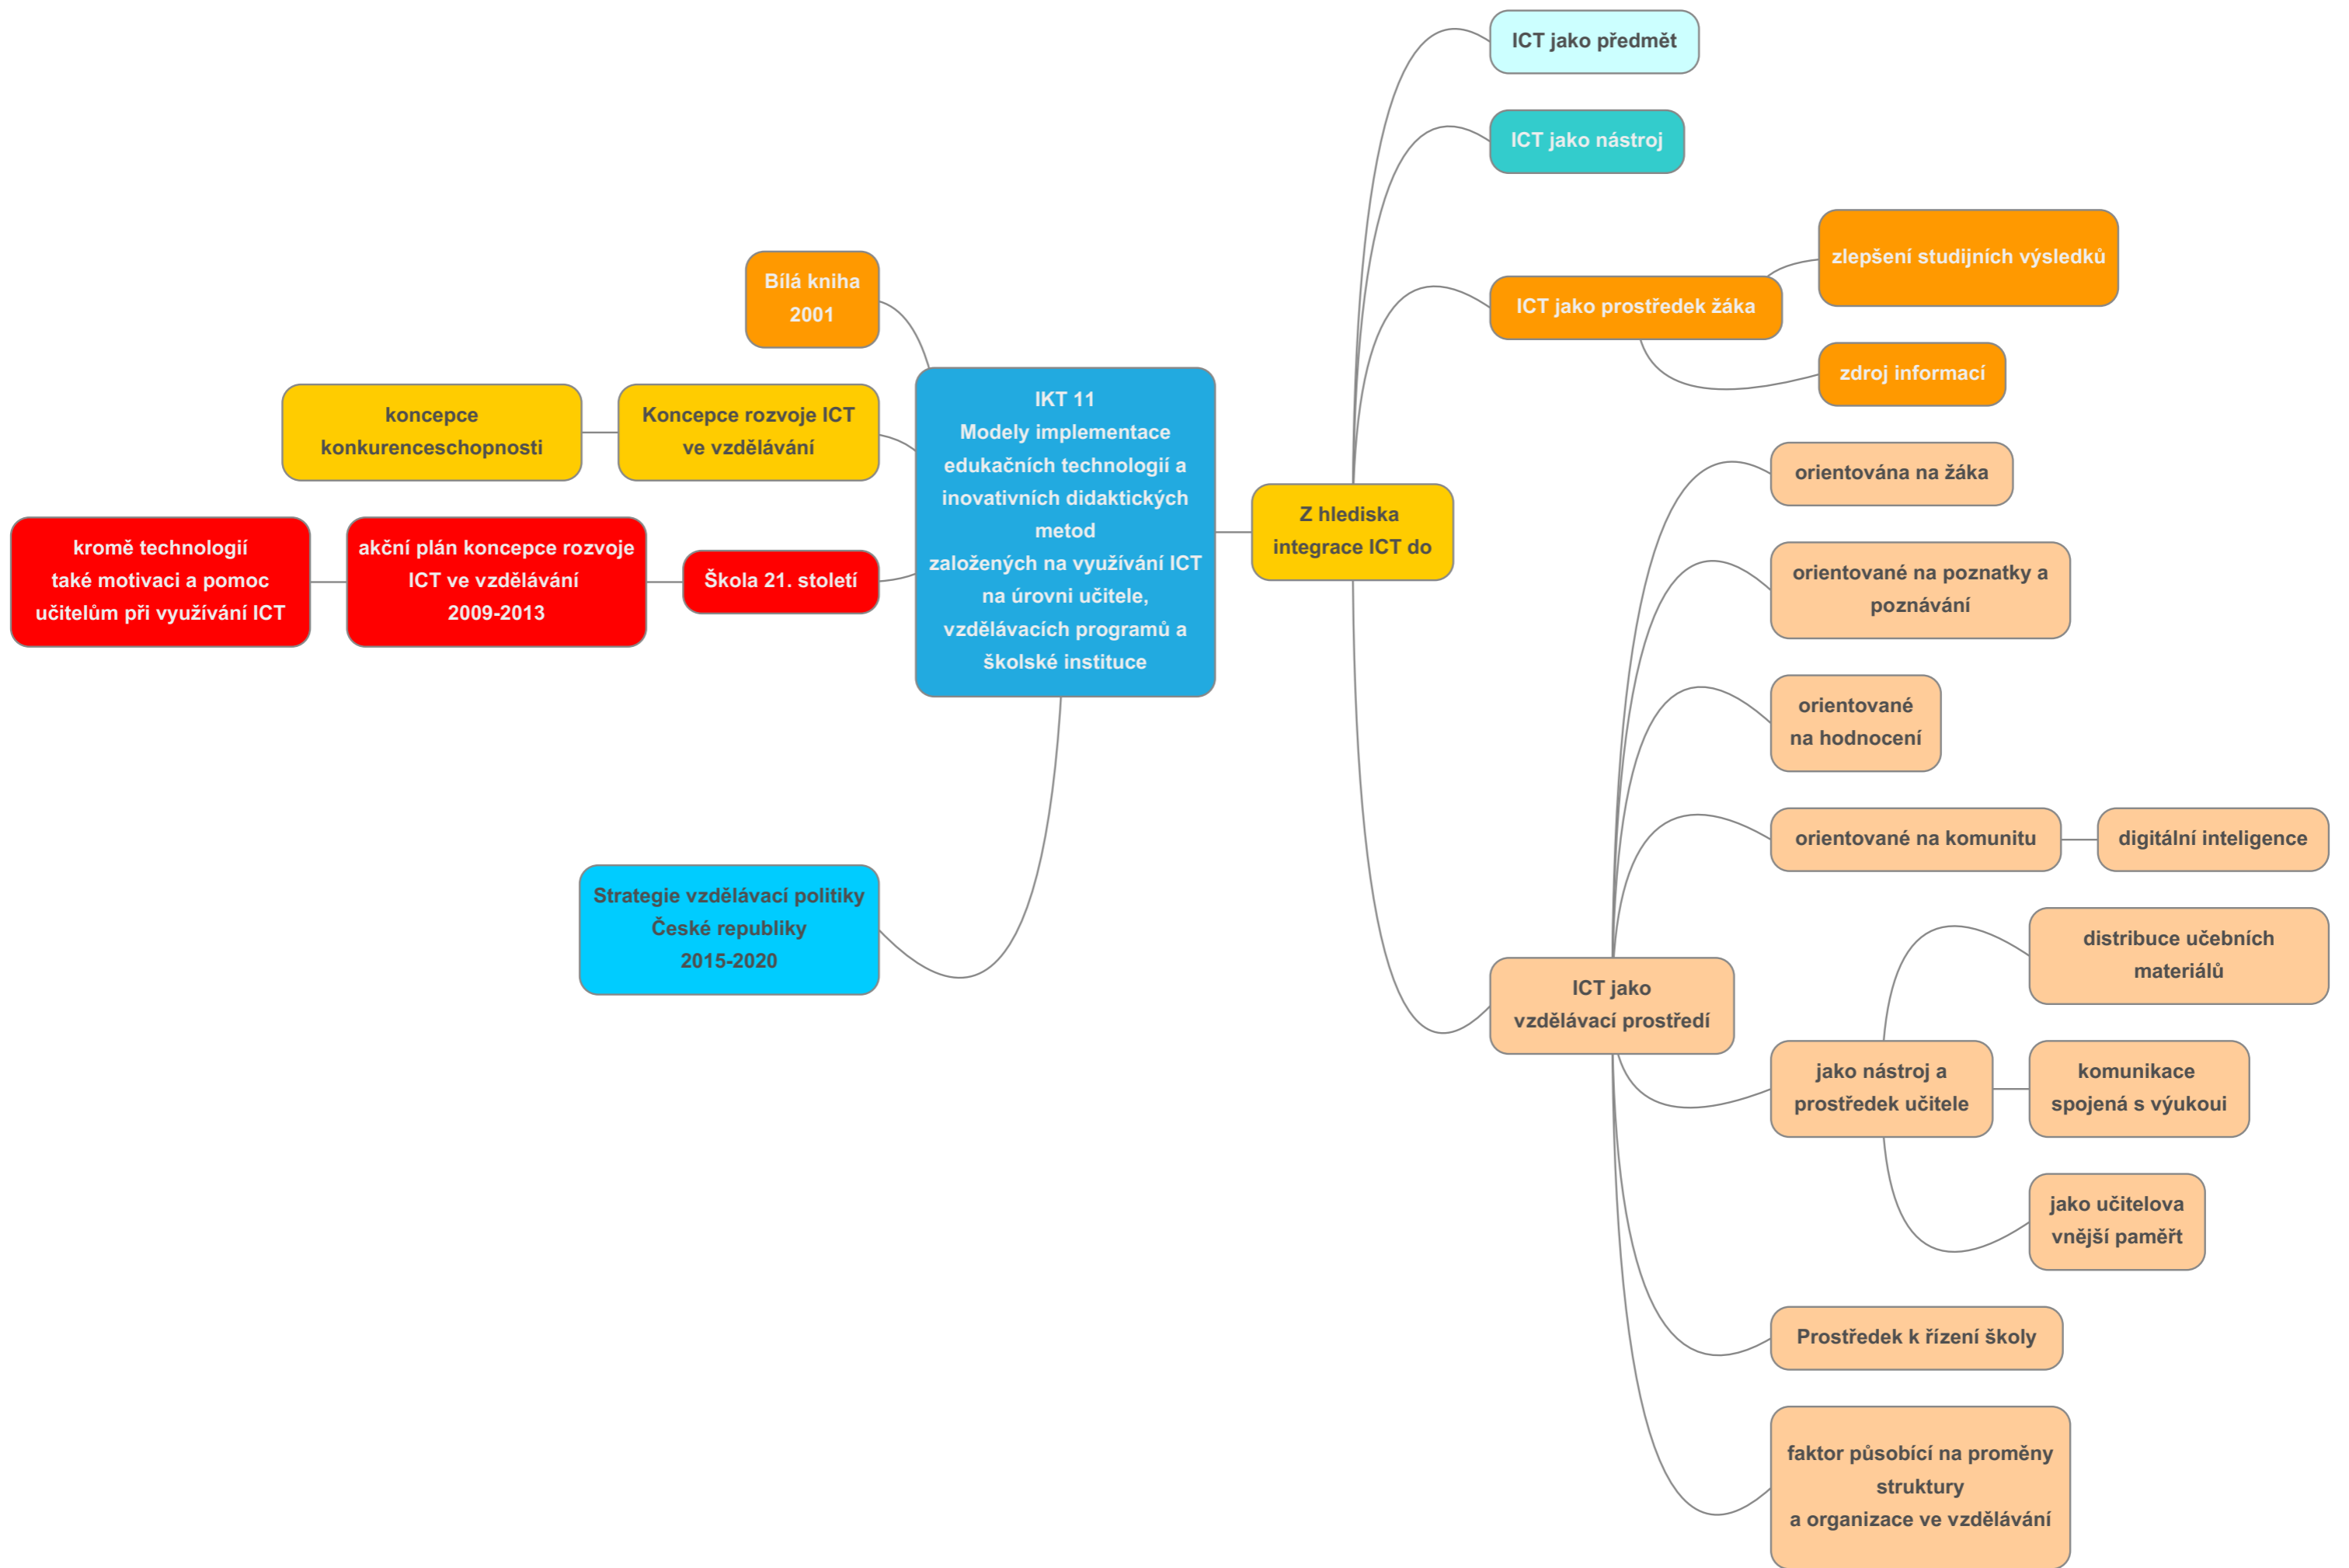 IKT 11
Modely implementace
edukačních technologií a
inovativních didaktických
metod
založených na využívání ICT
na úrovni učitele,
vzdělávacích programů a
školské instituce
Bílá kniha
2001
Koncepce rozvoje ICT
ve vzdělávání
koncepce
konkurenceschopnosti
Škola 21. století
akční plán koncepce rozvoje
ICT ve vzdělávání
2009-2013
kromě technologií
také motivaci a pomoc
učitelům při využívání ICT
Strategie vzdělávací politiky
České republiky
2015-2020
Z hlediska
integrace ICT do
ICT jako předmět
ICT jako nástroj
ICT jako prostředek žáka
zlepšení studijních výsledků
zdroj informací
ICT jako
vzdělávací prostředí
orientována na žáka
orientované na poznatky a
poznávání
orientované
na hodnocení
orientované na komunitu
digitální inteligence
jako nástroj a
prostředek učitele
distribuce učebních
materiálů
komunikace
spojená s výukoui
jako učitelova
vnější paměřt
Prostředek k řízení školy
faktor působící na proměny
struktury
a organizace ve vzdělávání